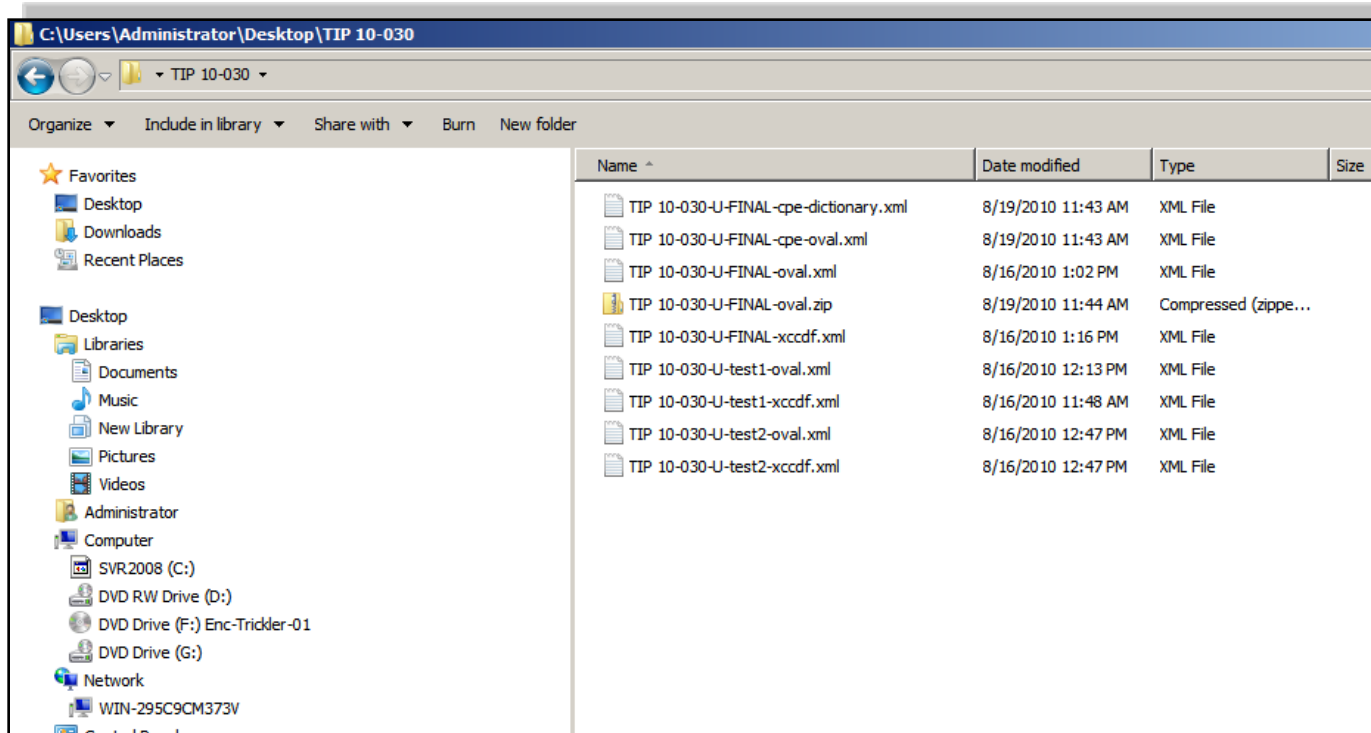 C:\Users\Administrator\Desktop\TIP 10-030
TIP 10-030
Organize Include in library Share with Burn New folder
Favorites
Desktop
Downloads
Recent Places
Desktop
Libraries
Documents
Music
New Library
Pictures
Videos
Administrator
Computer
SVR2008 (C:)
DVD RW Drive (D:)
DVD Drive (F:) Enc-Trickler-01
DVD Drive (G:)
Network
WIN-295C9CM373V
Name Date modified Type Size
TIP 10-030-U-FINAL-cpe-dictionary.xml 8/19/2010 11:43 AM XML File
TIP 10-030-U-FINAL-cpe-oval.xml 8/19/2010 11:43 AM XML File
TIP 10-030-U-FINAL-oval.xml 8/16/2010 1:02 PM XML File
TIP 10-030-U-FINAL-oval.zip 8/19/2010 11:44 AM Compressed (zippe...
TIP 10-030-U-FINAL-xccdf.xml 8/16/2010 1:16 PM XML File
TIP 10-030-U-test1-oval.xml 8/16/2010 12:13 PM XML File
TIP 10-030-U-test1-xccdf.xml 8/16/2010 11:48 AM XML File
TIP 10-030-U-test2-oval.xml 8/16/2010 12:47 PM XML File
TIP 10-030-U-test2-xccdf.xml 8/16/2010 12:47 PM XML File